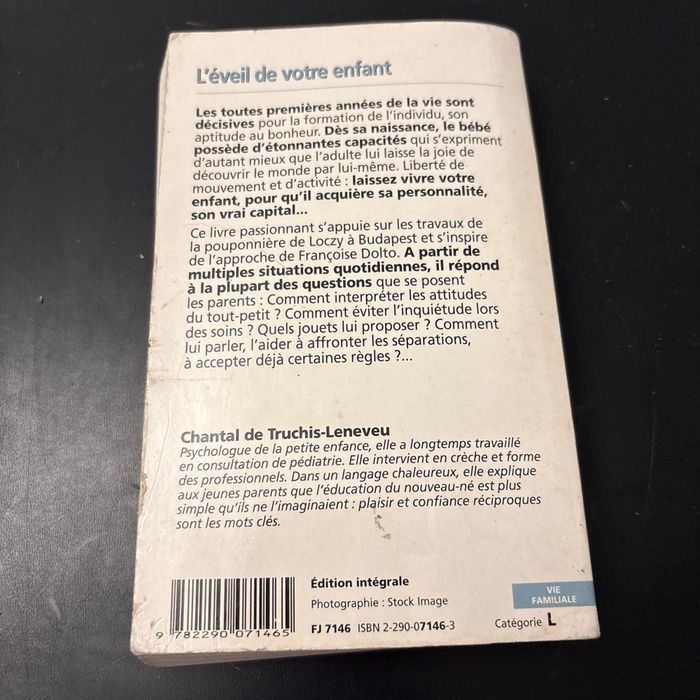 L'éveil de votre enfant
Les toutes premières années de la vie sont
décisives pour la formation de l'individu, son
aptitude au bonheur. Dès sa naissance, le bébé
possède d'étonnantes capacités qui s'expriment
d'autant mieux que l'adulte lui laisse la joie de
découvrir le monde par lui-même. Liberté de
mouvement et d'activité : laissez vivre votre
enfant, pour qu'il acquière sa personnalité,
son vrai capital...
Ce livre passionnant s'appuie sur les travaux de
la pouponnière de Loczy à Budapest et s'inspire
de l'approche de Françoise Dolto. A partir de
multiples situations quotidiennes, il répond
à la plupart des questions que se posent
les parents : Comment interpréter les attitudes
du tout-petit ? Comment éviter l'inquiétude lors
des soins ? Quels jouets lui proposer ? Comment
lui parler, l'aider à affronter les séparations,
à accepter déjà certaines règles ?...
Chantal de Truchis-Leneveu
Psychologue de la petite enfance, elle a longtemps travaillé
en consultation de pédiatrie. Elle intervient en crèche et forme
des professionnels. Dans un langage chaleureux, elle explique
aux jeunes parents que l'éducation du nouveau-né est plus
simple qu'ils ne l'imaginaient : plaisir et confiance réciproques
sont les mots clés.
Édition intégrale
Photographie : Stock Image
FJ 7146 ISBN 2-290-07146-3
9 782290 071465
VIE
FAMILIALE
Catégorie L